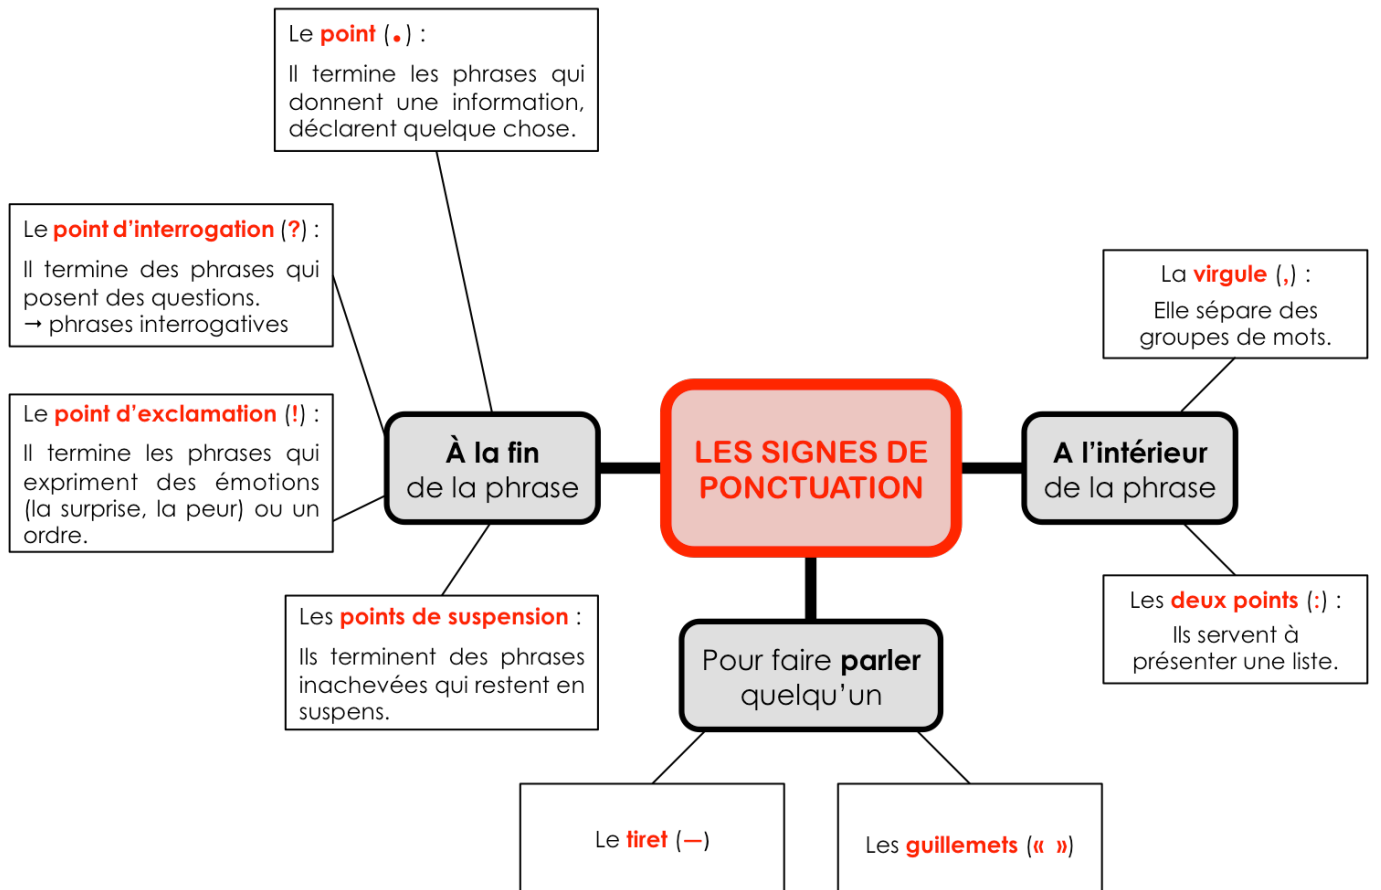 Le point (.) :
Il termine les phrases qui
donnent une information,
déclarent quelque chose.
Le point d’interrogation (?) :
Il termine des phrases qui
posent des questions.
→ phrases interrogatives
Le point d’exclamation (!) :
Il termine les phrases qui
expriment des émotions
(la surprise, la peur) ou un
ordre.
À la fin
de la phrase
Les points de suspension :
Ils terminent des phrases
inachevées qui restent en
suspens.
LES SIGNES DE
PONCTUATION
A l’intérieur
de la phrase
La virgule (,) :
Elle sépare des
groupes de mots.
Les deux points (:) :
Ils servent à
présenter une liste.
Pour faire parler
quelqu’un
Le tiret (—)
Les guillemets (« »)